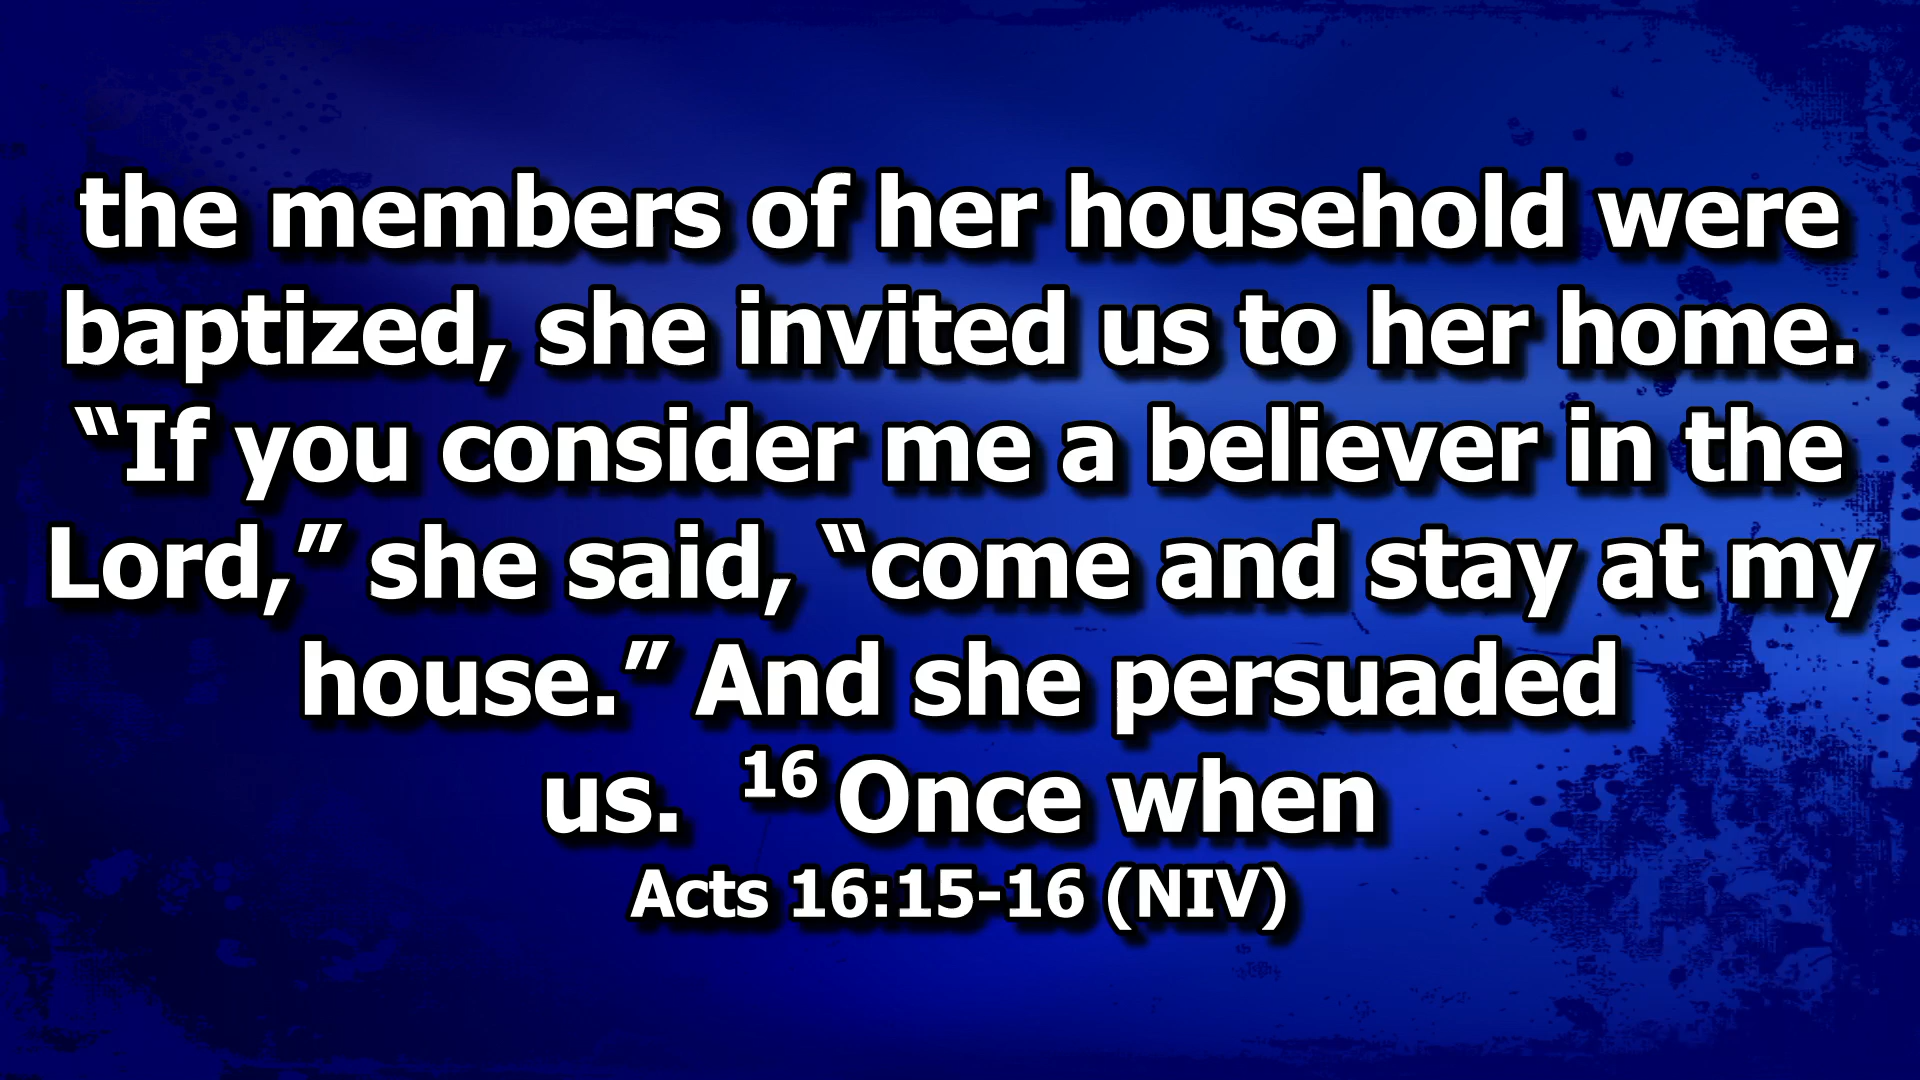 the members of her household were
baptized, she invited us to her home.
“If you consider me a believer in the
Lord,” she said, “come and stay at my
house.” And she persuaded
us.  16 Once when
Acts 16:15-16 (NIV)